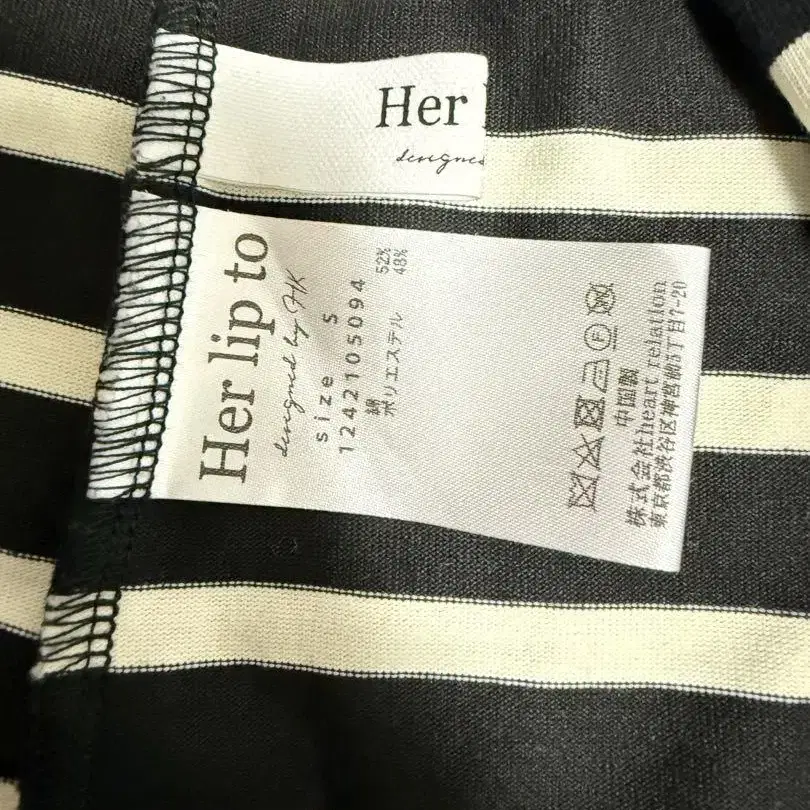 Her
designed
Her lip to
designed by HK
size S
1242105094
綿 52%
ポリエステル 48%
中国製
株式会社heart relation
東京都渋谷区神宮前5丁目7-20